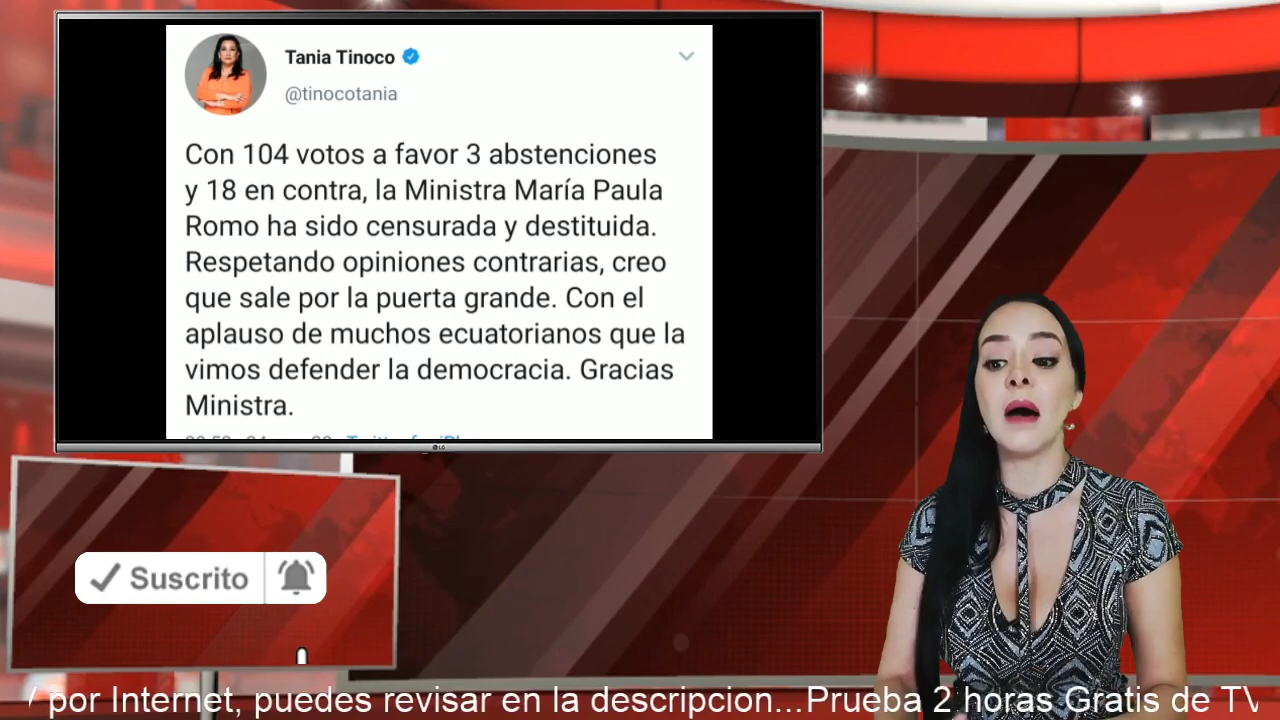 Tania Tinoco
@tinocotania
Con 104 votos a favor 3 abstenciones
y 18 en contra, la Ministra María Paula
Romo ha sido censurada y destituida.
Respetando opiniones contrarias, creo
que sale por la puerta grande. Con el
aplauso de muchos ecuatorianos que la
vimos defender la democracia. Gracias
Ministra.
LG
Suscrito
por Internet, puedes revisar en la descripcion...Prueba 2 horas Gratis de TV